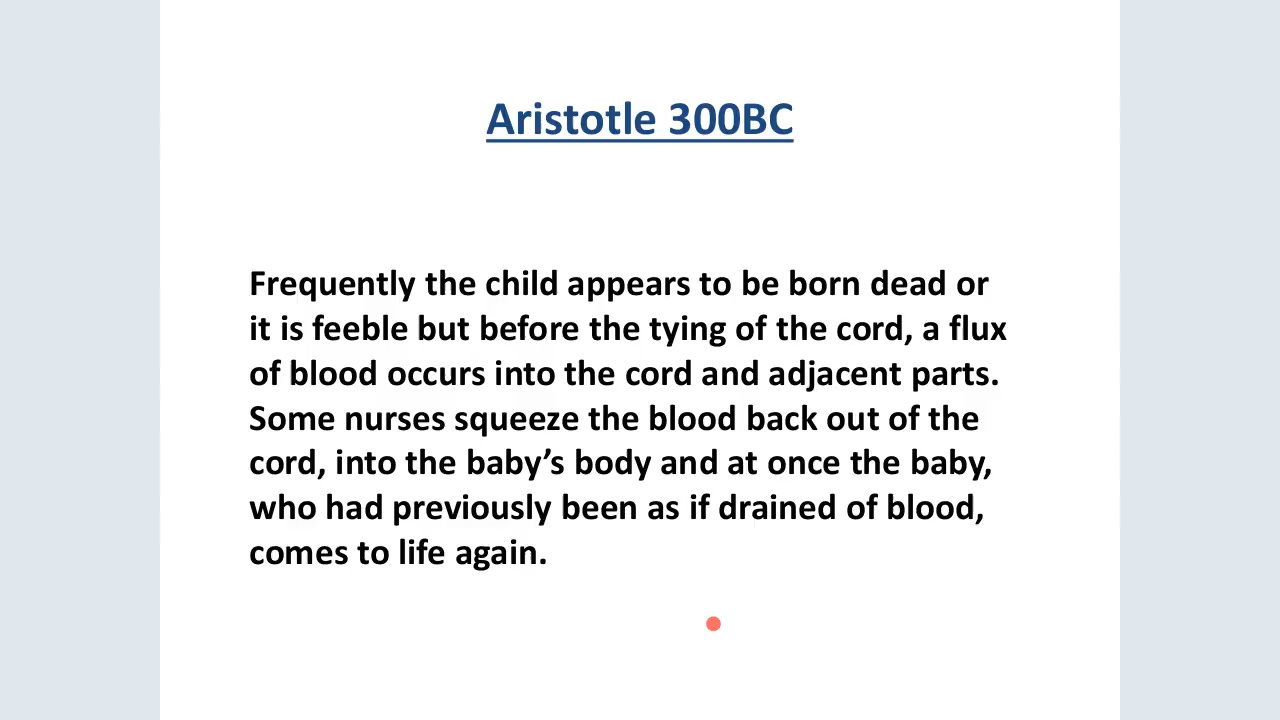 Aristotle 300BC
Frequently the child appears to be born dead or
it is feeble but before the tying of the cord, a flux
of blood occurs into the cord and adjacent parts.
Some nurses squeeze the blood back out of the
cord, into the baby’s body and at once the baby,
who had previously been as if drained of blood,
comes to life again.